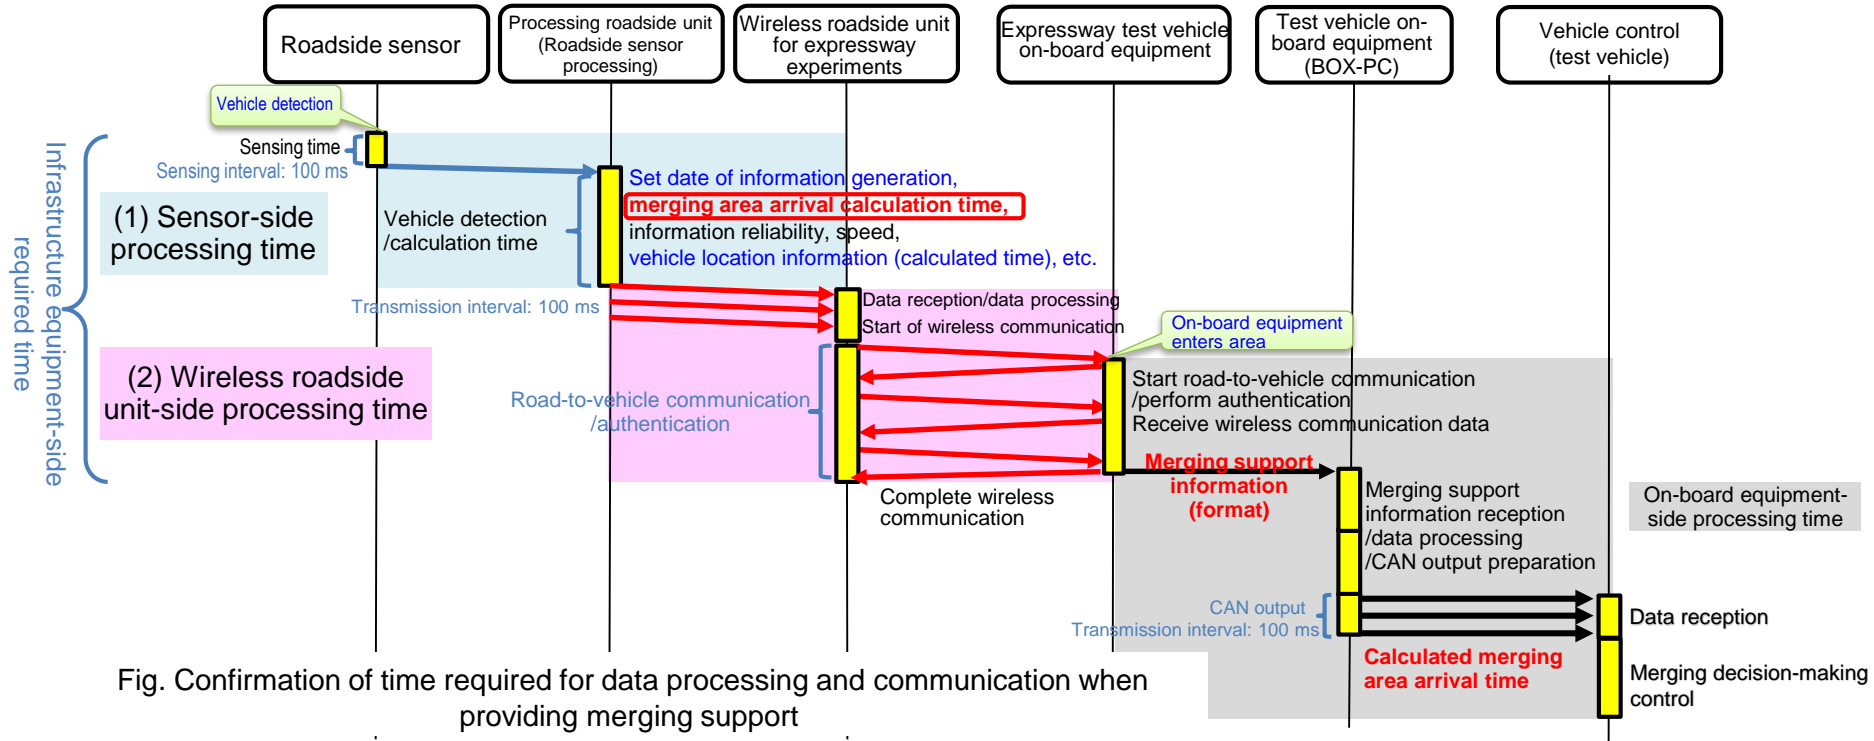 Roadside sensor
Processing roadside unit
(Roadside sensor
processing)
Wireless roadside unit
for expressway
experiments
Expressway test vehicle
on-board equipment
Test vehicle on-
board equipment
(BOX-PC)
Vehicle control
(test vehicle)
Vehicle detection
Sensing time
Sensing interval: 100 ms
Infrastructure equipment-side
required time
(1) Sensor-side
processing time
Vehicle detection
/calculation time
Set date of information generation,
merging area arrival calculation time,
information reliability, speed,
vehicle location information (calculated time), etc.
Transmission interval: 100 ms
Data reception/data processing
Start of wireless communication
On-board equipment
enters area
(2) Wireless roadside
unit-side processing time
Road-to-vehicle communication
/authentication
Start road-to-vehicle communication
/perform authentication
Receive wireless communication data
Merging support
information
(format)
Complete wireless
communication
Merging support
information reception
/data processing
/CAN output preparation
On-board equipment-
side processing time
CAN output
Transmission interval: 100 ms
Data reception
Calculated merging
area arrival time
Merging decision-making
control
Fig. Confirmation of time required for data processing and communication when
providing merging support